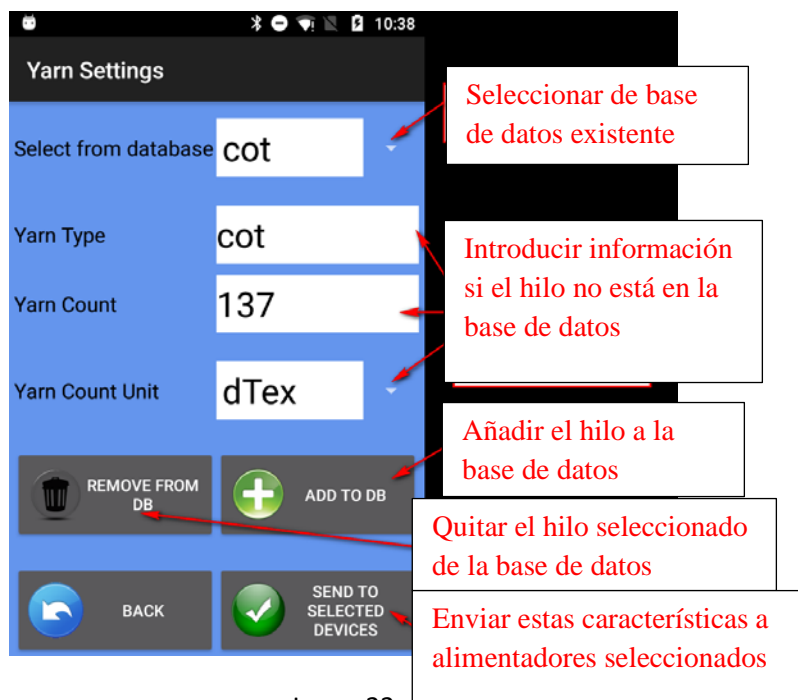 10:38
Yarn Settings
Seleccionar de base
de datos existente
Select from database cot
Yarn Type cot
Introducir información
si el hilo no está en la
base de datos
Yarn Count 137
Yarn Count Unit dTex
Añadir el hilo a la
base de datos
REMOVE FROM
DB
ADD TO DB
Quitar el hilo seleccionado
de la base de datos
BACK
SEND TO
SELECTED
DEVICES
Enviar estas características a
alimentadores seleccionados